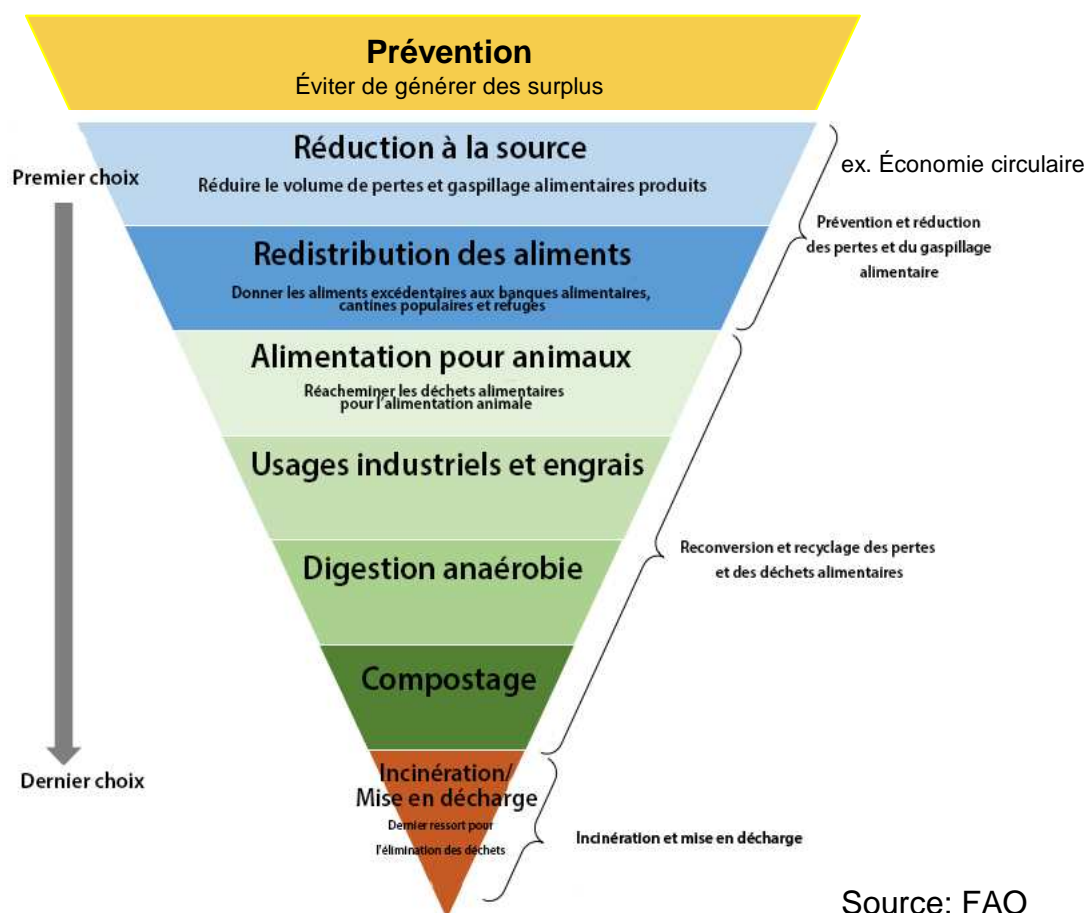 Prévention
Éviter de générer des surplus
Réduction à la source
Réduire le volume de pertes et gaspillage alimentaires produits
Premier choix
ex. Économie circulaire
Prévention et réduction
des pertes et du gaspillage
alimentaire
Redistribution des aliments
Donner les aliments excédentaires aux banques alimentaires,
cantines populaires et refuges
Alimentation pour animaux
Réacheminer les déchets alimentaires
pour l'alimentation animale
Usages industriels et engrais
Digestion anaérobie
Reconversion et recyclage des pertes
et des déchets alimentaires
Compostage
Dernier choix
Incinération/
Mise en décharge
Dernier ressort pour
l'élimination des déchets
Incinération et mise en décharge
Source: FAO